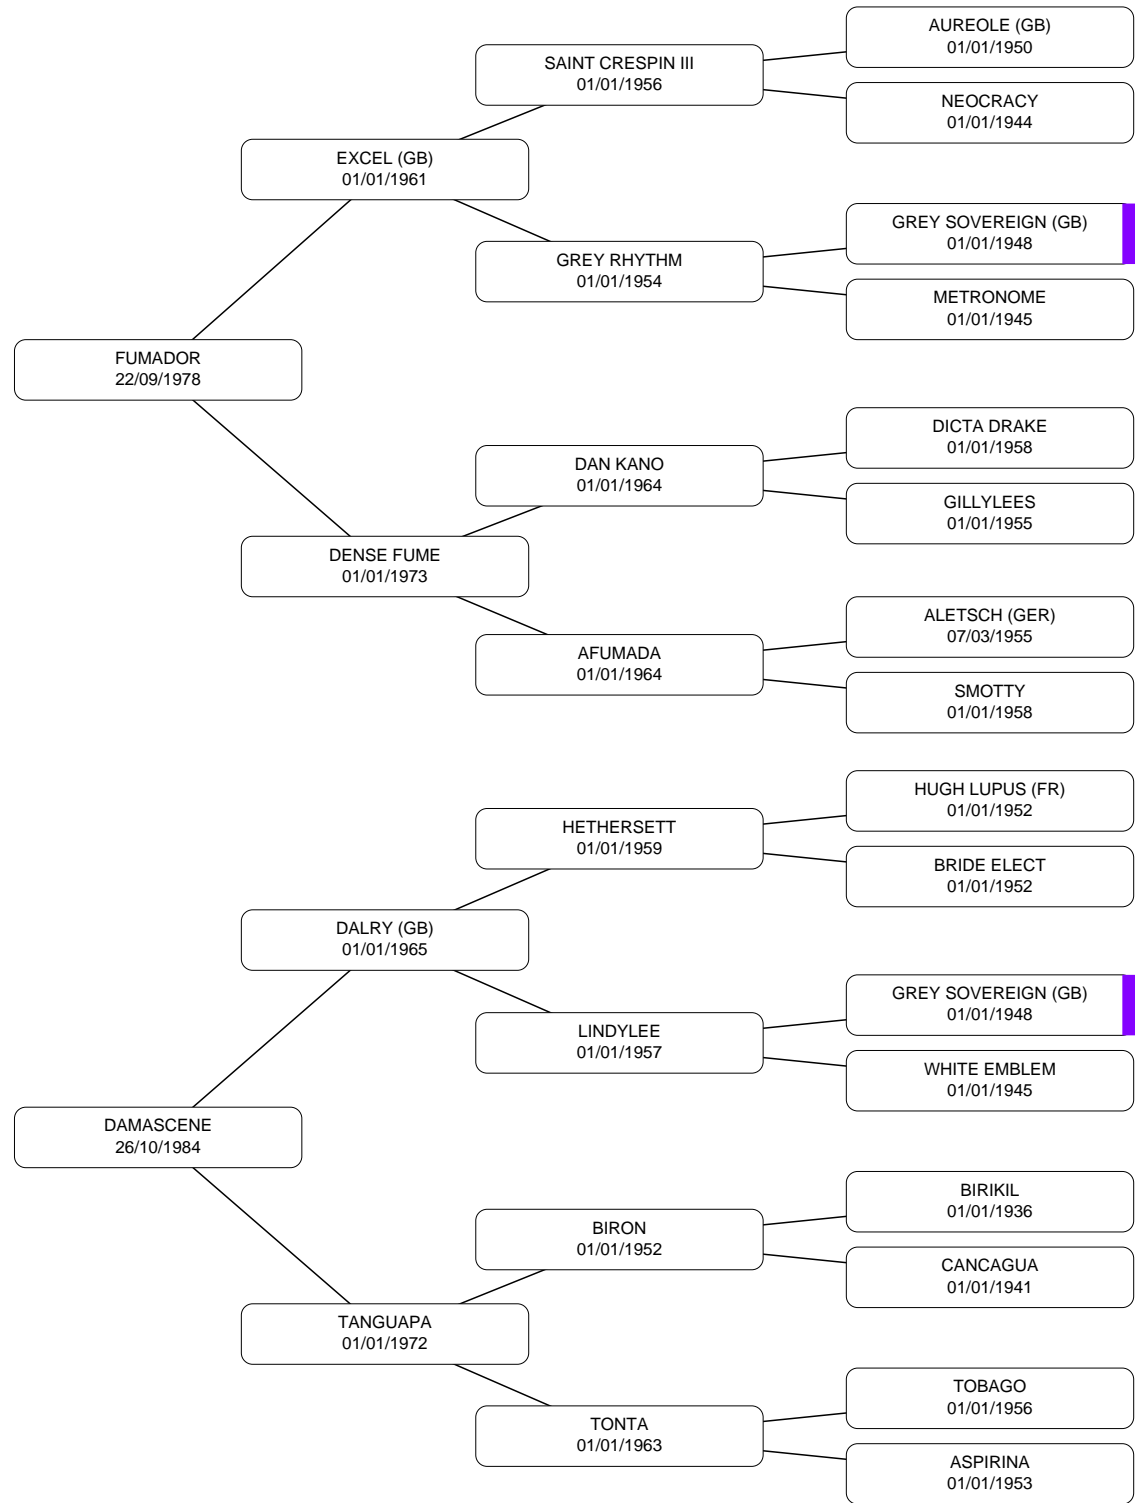 AUREOLE (GB)
01/01/1950
SAINT CRESPIN III
01/01/1956
NEOCRACY
01/01/1944
EXCEL (GB)
01/01/1961
GREY SOVEREIGN (GB)
01/01/1948
GREY RHYTHM
01/01/1954
METRONOME
01/01/1945
FUMADOR
22/09/1978
DICTA DRAKE
01/01/1958
DAN KANO
01/01/1964
GILLYLEES
01/01/1955
DENSE FUME
01/01/1973
ALETSCH (GER)
07/03/1955
AFUMADA
01/01/1964
SMOTTY
01/01/1958
HUGH LUPUS (FR)
01/01/1952
HETHERSETT
01/01/1959
BRIDE ELECT
01/01/1952
DALRY (GB)
01/01/1965
GREY SOVEREIGN (GB)
01/01/1948
LINDYLEE
01/01/1957
WHITE EMBLEM
01/01/1945
DAMASCENE
26/10/1984
BIRIKIL
01/01/1936
BIRON
01/01/1952
CANCAGUA
01/01/1941
TANGUAPA
01/01/1972
TOBAGO
01/01/1956
TONTA
01/01/1963
ASPIRINA
01/01/1953